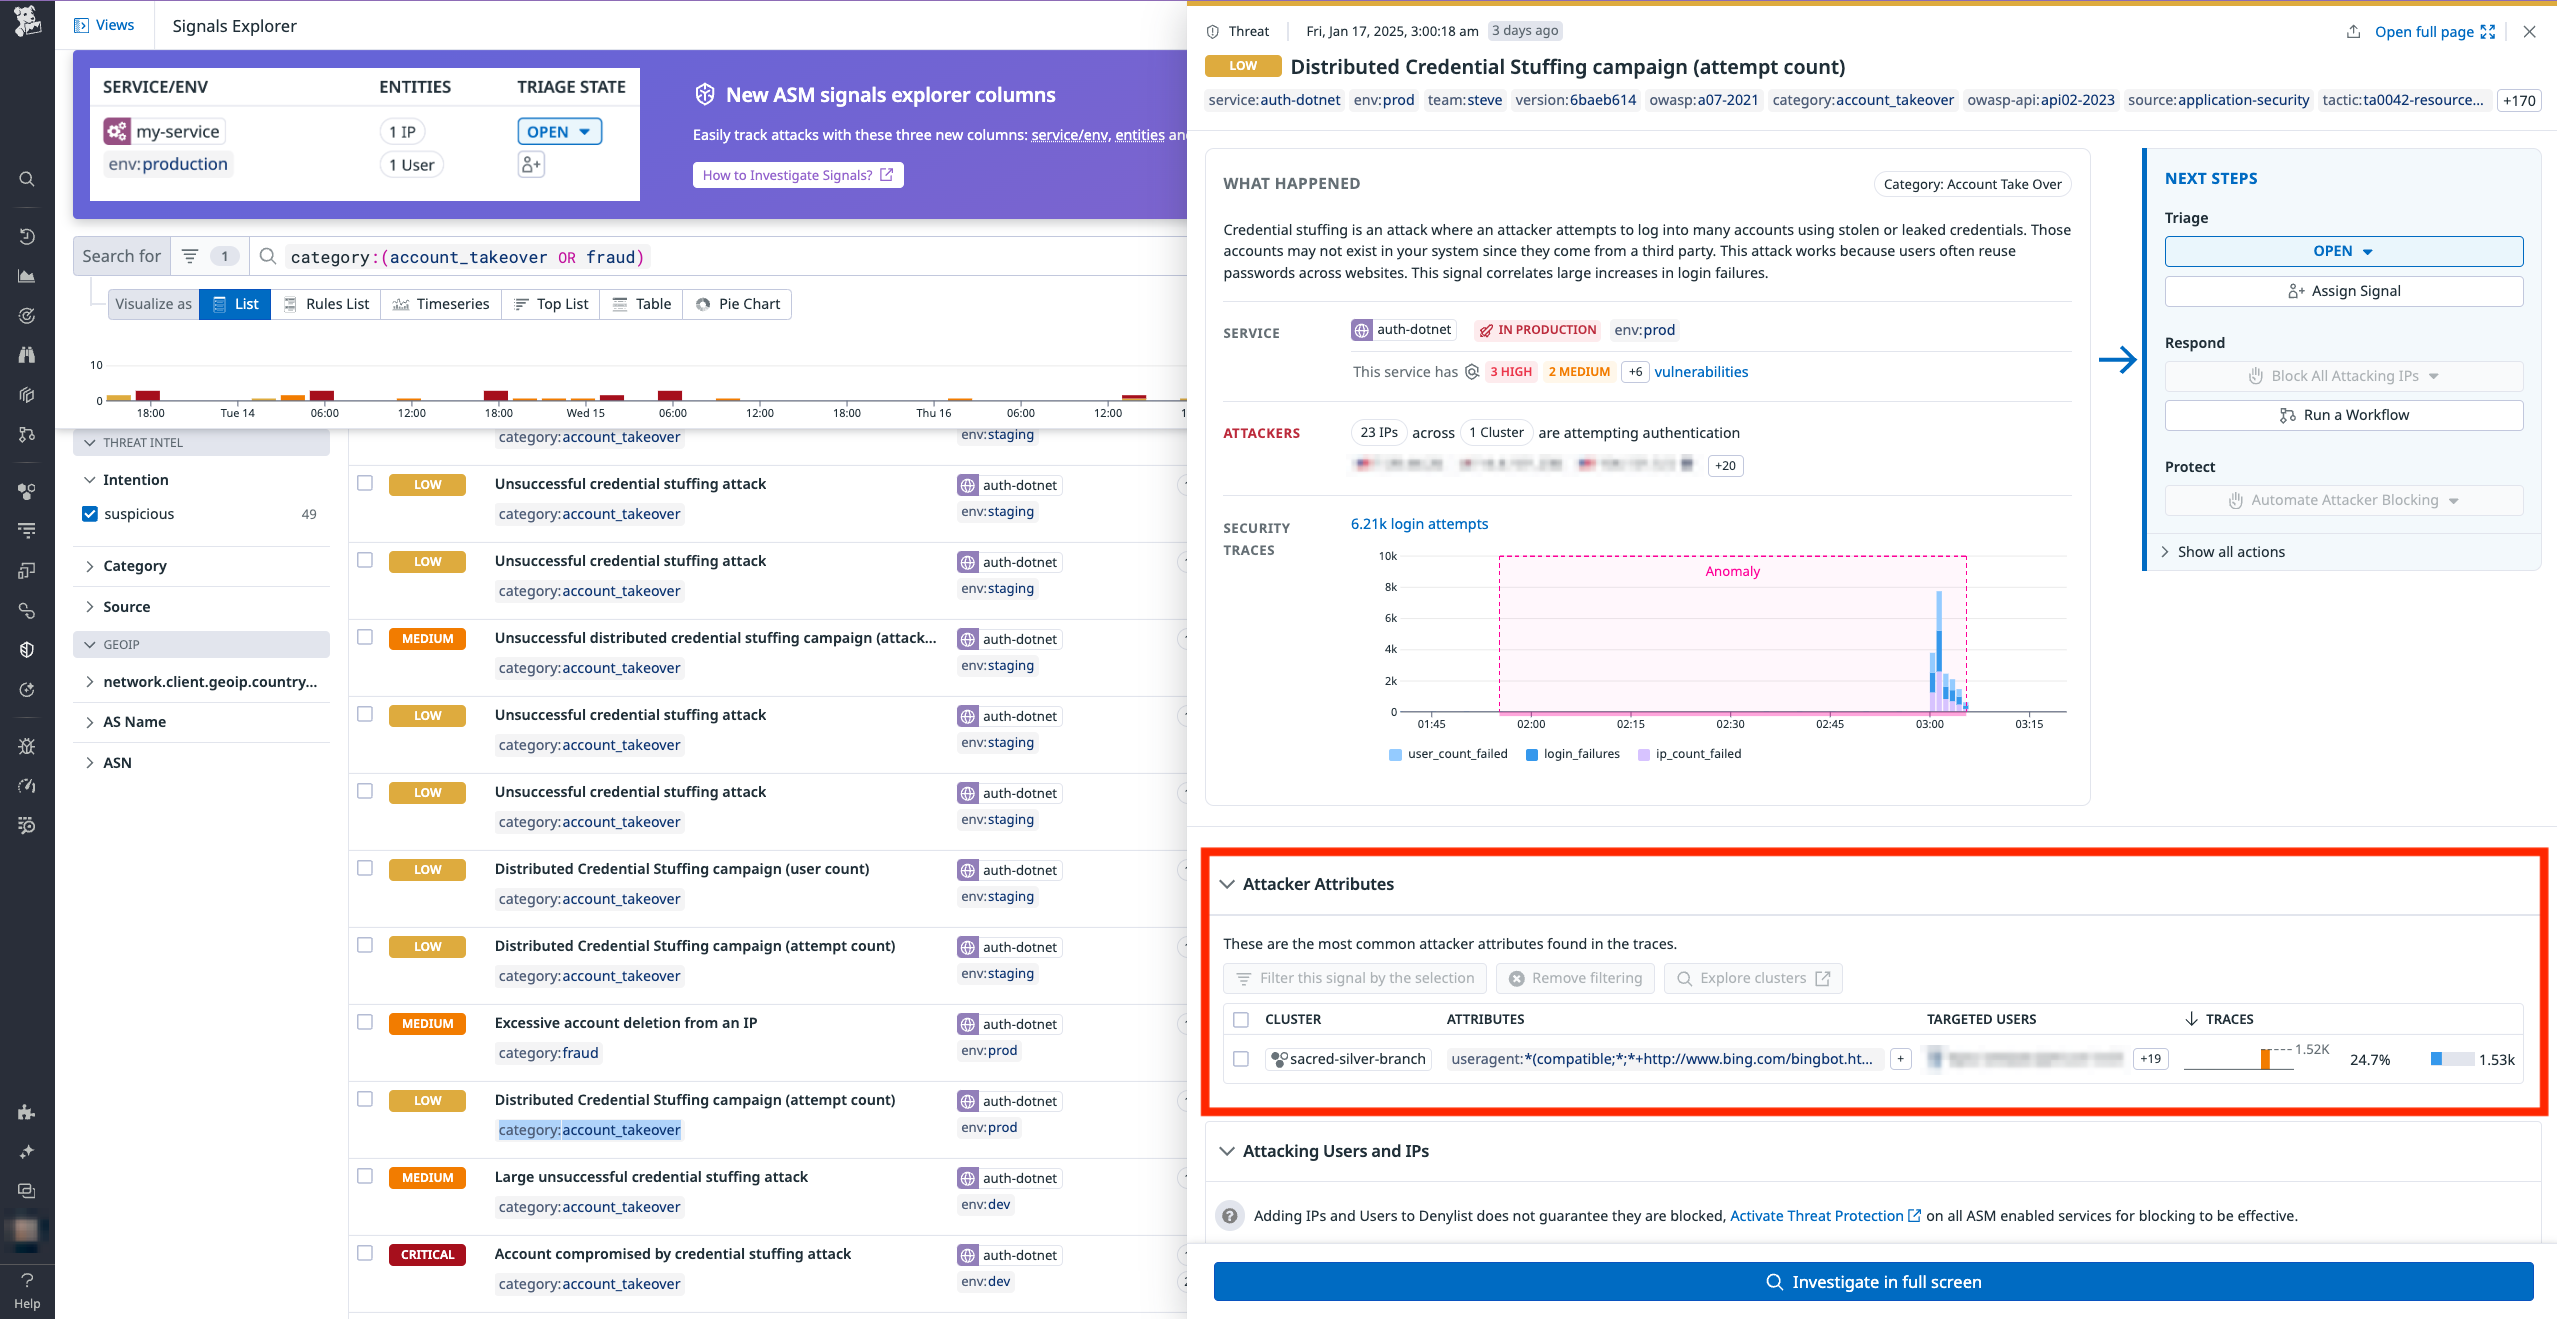 Views
Signals Explorer
SERVICE/ENV ENTITIES TRIAGE STATE
my-service 1 IP OPEN
env:production 1 User
New ASM signals explorer columns
Easily track attacks with these three new columns: service/env, entities and
How to Investigate Signals?
Search for 1 category:(account_takeover OR fraud)
Visualize as List Rules List Timeseries Top List Table Pie Chart
10
0
18:00 Tue 14 06:00 12:00 18:00 Wed 15 06:00 12:00 18:00 Thu 16 06:00 12:00 1
THREAT INTEL
Intention
suspicious 49
Category
Source
GEOIP
network.client.geoip.country...
AS Name
ASN
category:account_takeover env:staging
LOW Unsuccessful credential stuffing attack auth-dotnet
category:account_takeover env:staging
LOW Unsuccessful credential stuffing attack auth-dotnet
category:account_takeover env:staging
MEDIUM Unsuccessful distributed credential stuffing campaign (attack... auth-dotnet
category:account_takeover env:staging
LOW Unsuccessful credential stuffing attack auth-dotnet
category:account_takeover env:staging
LOW Unsuccessful credential stuffing attack auth-dotnet
category:account_takeover env:staging
LOW Distributed Credential Stuffing campaign (user count) auth-dotnet
category:account_takeover env:staging
LOW Distributed Credential Stuffing campaign (attempt count) auth-dotnet
category:account_takeover env:staging
MEDIUM Excessive account deletion from an IP auth-dotnet
category:fraud env:prod
LOW Distributed Credential Stuffing campaign (attempt count) auth-dotnet
category:account_takeover env:prod
MEDIUM Large unsuccessful credential stuffing attack auth-dotnet
category:account_takeover env:dev
CRITICAL Account compromised by credential stuffing attack auth-dotnet
category:account_takeover env:dev
Help
Threat Fri, Jan 17, 2025, 3:00:18 am 3 days ago Open full page
LOW Distributed Credential Stuffing campaign (attempt count)
service:auth-dotnet env:prod team:steve version:6baeb614 owasp:a07-2021 category:account_takeover owasp-api:api02-2023 source:application-security tactic:ta0042-resource... +170
WHAT HAPPENED Category: Account Take Over
Credential stuffing is an attack where an attacker attempts to log into many accounts using stolen or leaked credentials. Those
accounts may not exist in your system since they come from a third party. This attack works because users often reuse
passwords across websites. This signal correlates large increases in login failures.
SERVICE auth-dotnet IN PRODUCTION env:prod
This service has 3 HIGH 2 MEDIUM +6 vulnerabilities
ATTACKERS 23 IPs across 1 Cluster are attempting authentication
+20
SECURITY TRACES
6.21k login attempts
10k
8k
6k
4k
2k
0
Anomaly
01:45 02:00 02:15 02:30 02:45 03:00 03:15
user_count_failed login_failures ip_count_failed
NEXT STEPS
Triage
OPEN
Assign Signal
Respond
Block All Attacking IPs
Run a Workflow
Protect
Automate Attacker Blocking
Show all actions
Attacker Attributes
These are the most common attacker attributes found in the traces.
Filter this signal by the selection Remove filtering Explore clusters
CLUSTER ATTRIBUTES TARGETED USERS TRACES
sacred-silver-branch useragent:*(compatible;*;*+http://www.bing.com/bingbot.ht... + +19 1.52K 24.7% 1.53k
Attacking Users and IPs
Adding IPs and Users to Denylist does not guarantee they are blocked, Activate Threat Protection on all ASM enabled services for blocking to be effective.
Investigate in full screen